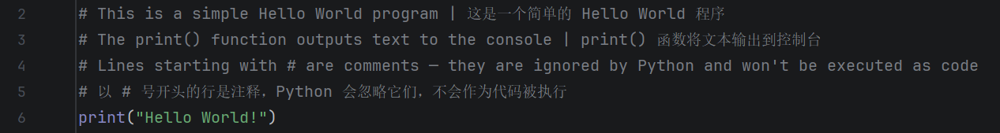 2 # This is a simple Hello World program | 这是一个简单的 Hello World 程序
3 # The print() function outputs text to the console | print() 函数将文本输出到控制台
4 # Lines starting with # are comments — they are ignored by Python and won't be executed as code
5 # 以 # 号开头的行是注释，Python 会忽略它们，不会作为代码被执行
6 print("Hello World!")